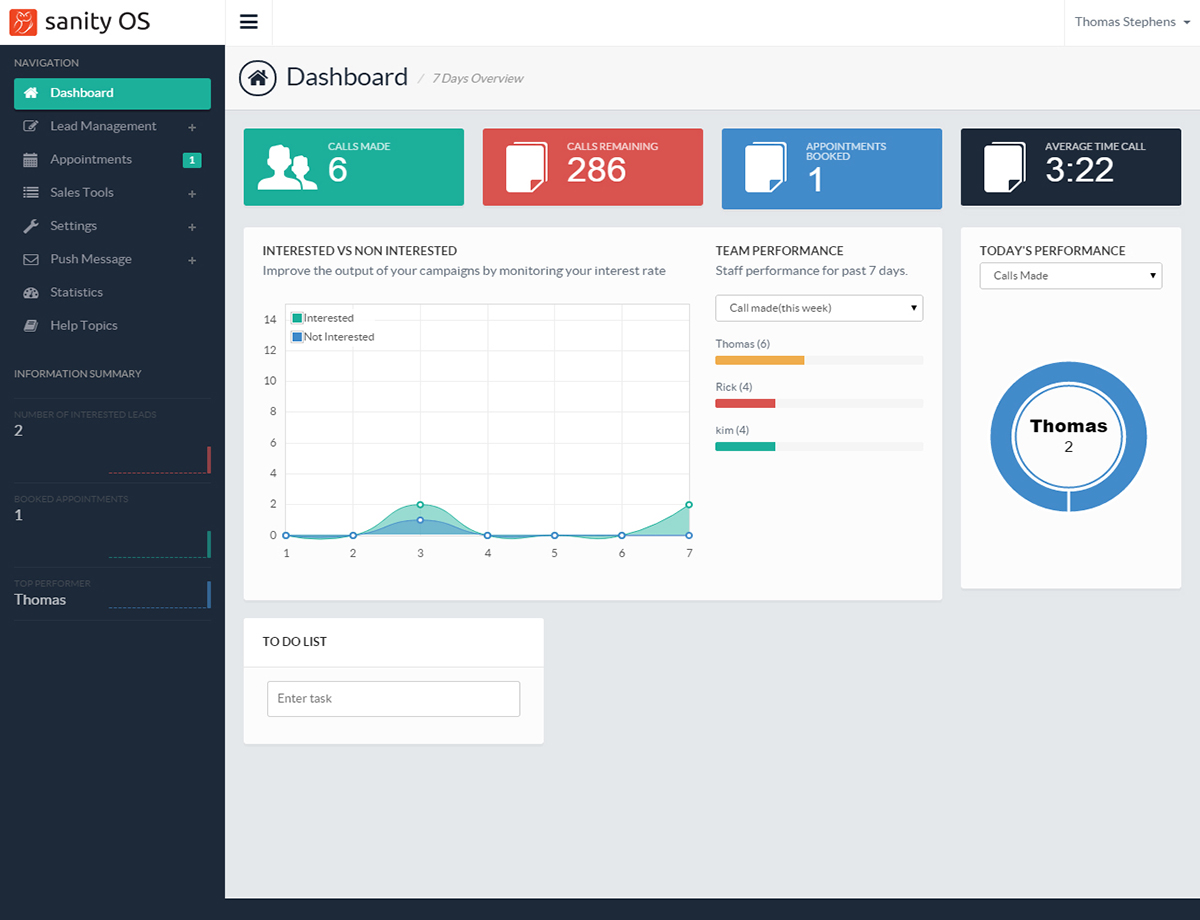 sanity OS
Thomas Stephens
NAVIGATION
Dashboard
Lead Management +
Appointments 1
Sales Tools +
Settings +
Push Message +
Statistics
Help Topics
INFORMATION SUMMARY
NUMBER OF INTERESTED LEADS
2
BOOKED APPOINTMENTS
1
TOP PERFORMER
Thomas
Dashboard / 7 Days Overview
CALLS MADE
6
CALLS REMAINING
286
APPOINTMENTS
BOOKED
1
AVERAGE TIME CALL
3:22
INTERESTED VS NON INTERESTED
Improve the output of your campaigns by monitoring your interest rate
Interested
Not Interested
14
12
10
8
6
4
2
0
1 2 3 4 5 6 7
TEAM PERFORMANCE
Staff performance for past 7 days.
Call made(this week)
Thomas (6)
Rick (4)
kim (4)
TODAY'S PERFORMANCE
Calls Made
Thomas
2
TO DO LIST
Enter task